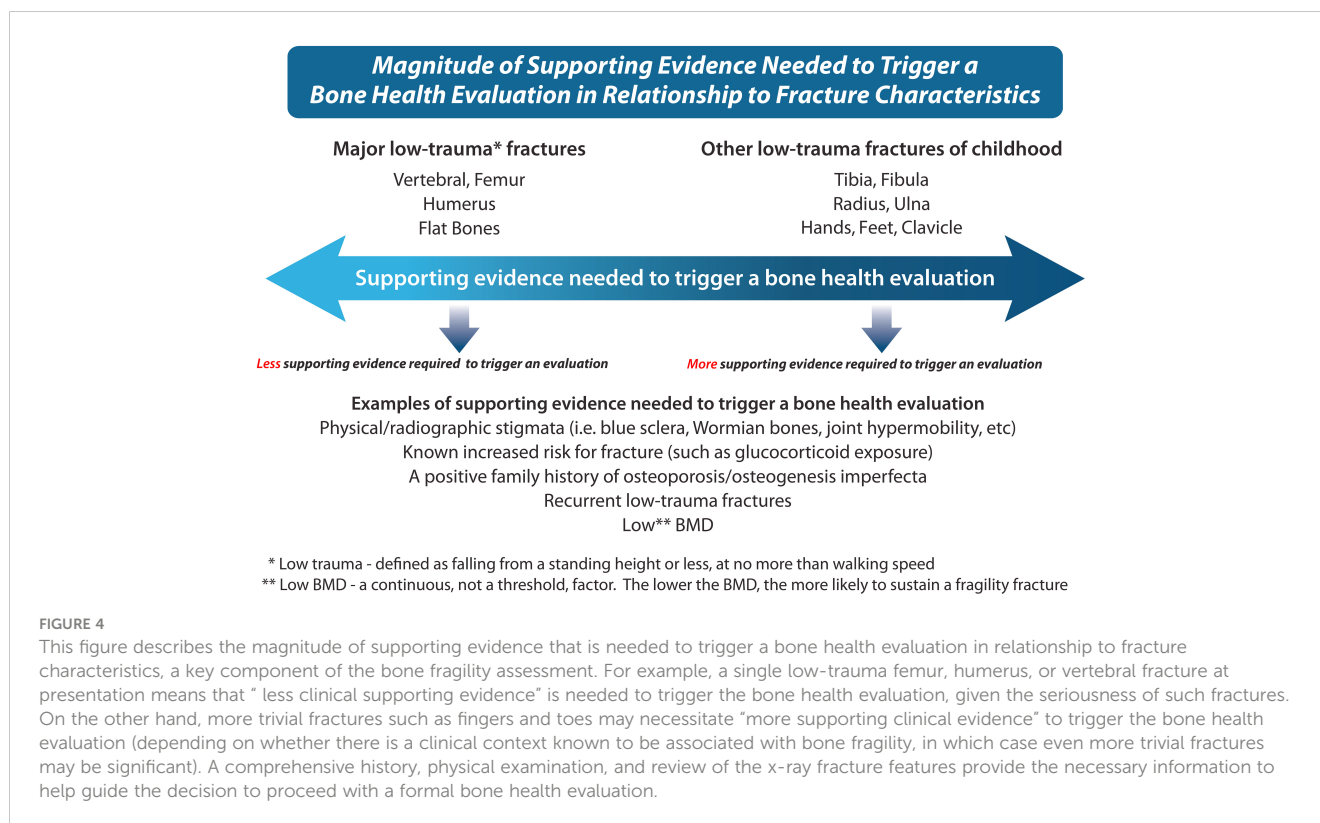 Magnitude of Supporting Evidence Needed to Trigger a
Bone Health Evaluation in Relationship to Fracture Characteristics
Major low-trauma* fractures
Vertebral, Femur
Humerus
Flat Bones
Other low-trauma fractures of childhood
Tibia, Fibula
Radius, Ulna
Hands, Feet, Clavicle
Supporting evidence needed to trigger a bone health evaluation
Less supporting evidence required to trigger an evaluation
More supporting evidence required to trigger an evaluation
Examples of supporting evidence needed to trigger a bone health evaluation
Physical/radiographic stigmata (i.e. blue sclera, Wormian bones, joint hypermobility, etc)
Known increased risk for fracture (such as glucocorticoid exposure)
A positive family history of osteoporosis/osteogenesis imperfecta
Recurrent low-trauma fractures
Low** BMD
* Low trauma - defined as falling from a standing height or less, at no more than walking speed
** Low BMD - a continuous, not a threshold, factor. The lower the BMD, the more likely to sustain a fragility fracture
FIGURE 4
This figure describes the magnitude of supporting evidence that is needed to trigger a bone health evaluation in relationship to fracture
characteristics, a key component of the bone fragility assessment. For example, a single low-trauma femur, humerus, or vertebral fracture at
presentation means that “ less clinical supporting evidence” is needed to trigger the bone health evaluation, given the seriousness of such fractures.
On the other hand, more trivial fractures such as fingers and toes may necessitate “more supporting clinical evidence” to trigger the bone health
evaluation (depending on whether there is a clinical context known to be associated with bone fragility, in which case even more trivial fractures
may be significant). A comprehensive history, physical examination, and review of the x-ray fracture features provide the necessary information to
help guide the decision to proceed with a formal bone health evaluation.